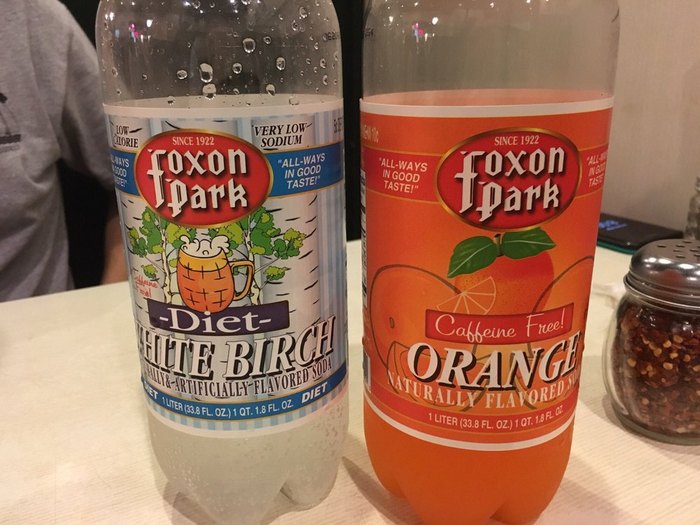 LOW
CALORIE
SINCE 1922
VERY LOW
SODIUM
foxon
park
"ALL-WAYS
IN GOOD
TASTE!"
-Diet-
WHITE BIRCH
ARTIFICIALLY FLAVORED SODA
DIET
1 LITER (33.8 FL. OZ.) 1 QT. 1.8 FL. OZ.
DIET
SINCE 1922
"ALL-WAYS
IN GOOD
TASTE!"
foxon
park
Caffeine Free!
ORANGE
NATURALLY FLAVORED
1 LITER (33.8 FL. OZ.) 1 QT. 1.8 FL OZ.